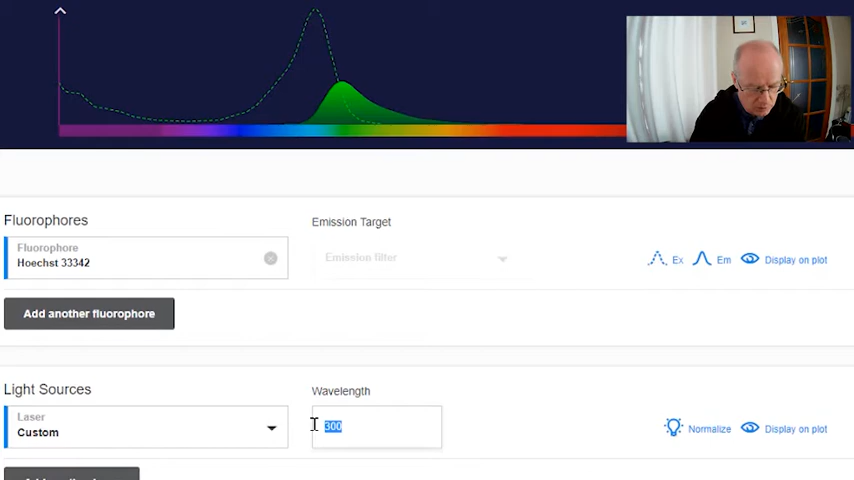 Fluorophores
Emission Target
Fluorophore
Hoechst 33342
Emission filter
Ex
Em
Display on plot
Add another fluorophore
Light Sources
Wavelength
Laser
Custom
300
Normalize
Display on plot